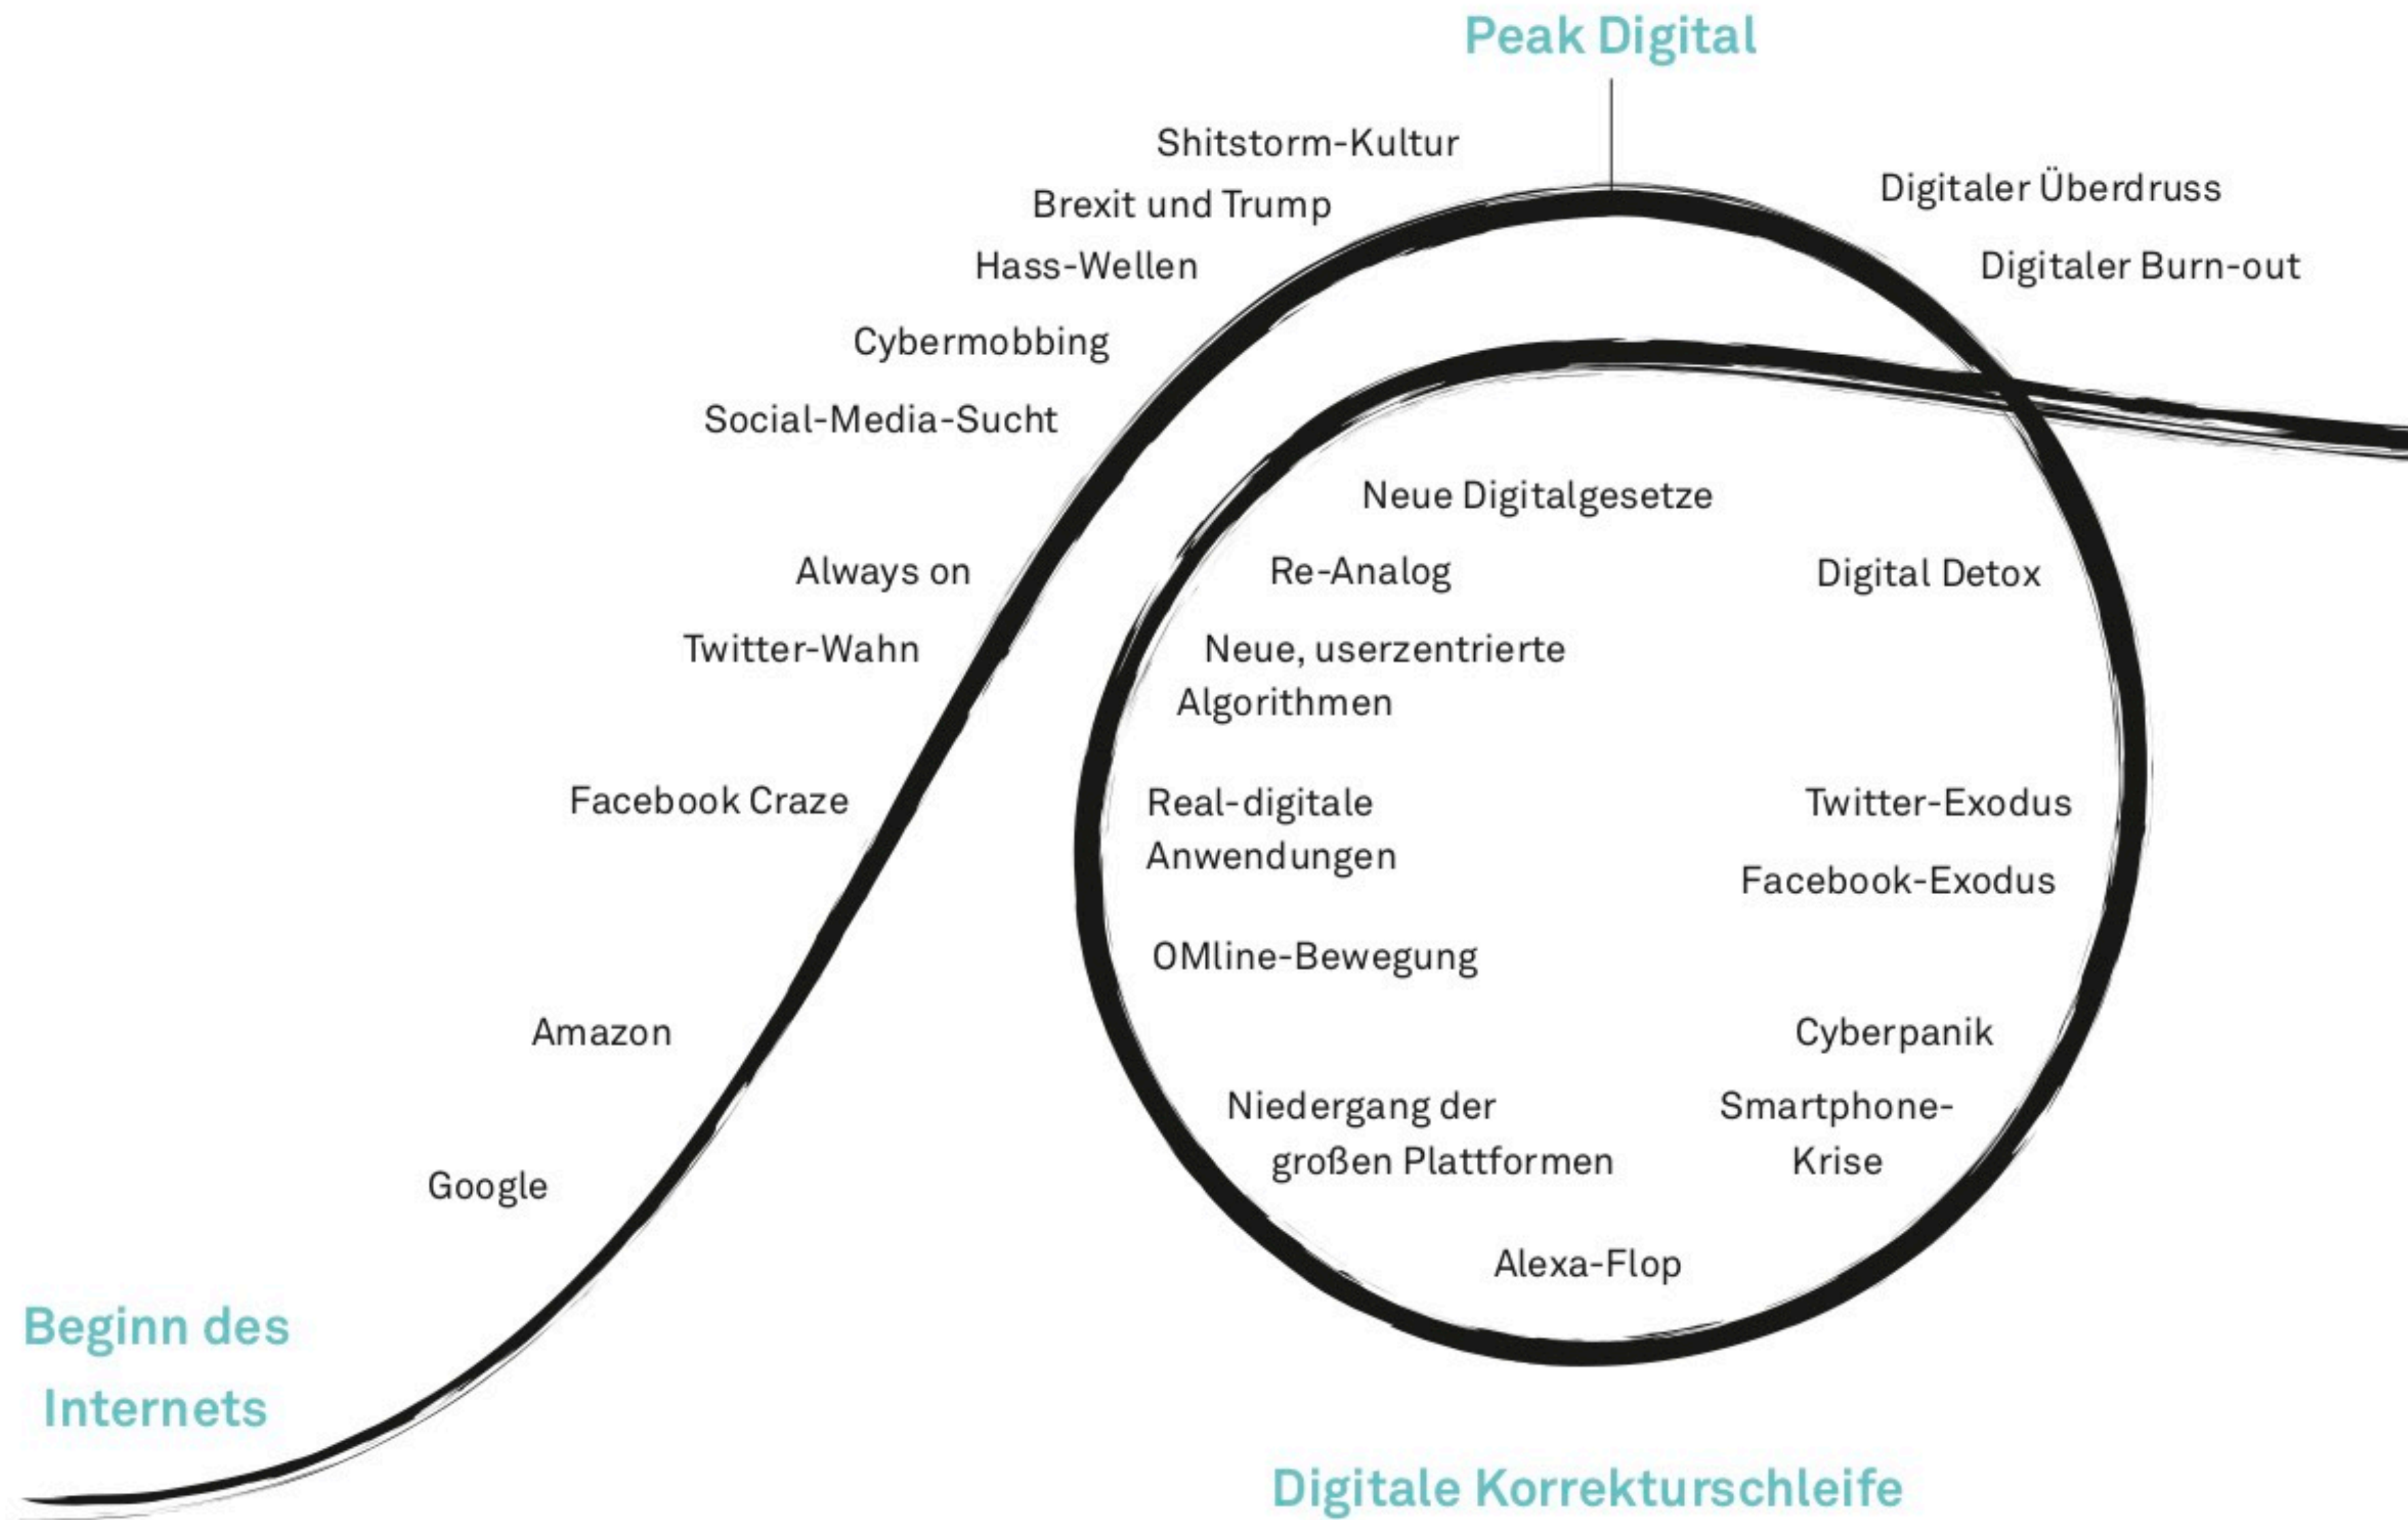 Peak Digital
Shitstorm-Kultur
Brexit und Trump
Hass-Wellen
Cybermobbing
Social-Media-Sucht
Always on
Twitter-Wahn
Facebook Craze
Amazon
Google
Beginn des
Internets
Digitaler Überdruss
Digitaler Burn-out
Digital Detox
Twitter-Exodus
Facebook-Exodus
Cyberpanik
Smartphone-
Krise
Alexa-Flop
Niedergang der
großen Plattformen
OMline-Bewegung
Real-digitale
Anwendungen
Neue, userzentrierte
Algorithmen
Re-Analog
Neue Digitalgesetze
Digitale Korrekturschleife